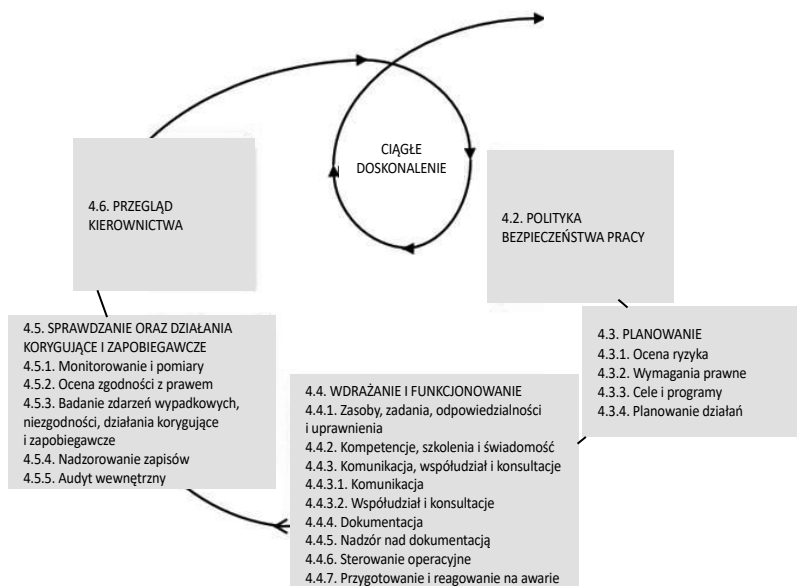 CIĄGŁE
DOSKONALENIE
4.6. PRZEGLĄD
KIEROWNICTWA
4.2. POLITYKA
BEZPIECZEŃSTWA PRACY
4.5. SPRAWDZANIE ORAZ DZIAŁANIA
KORYGUJĄCE I ZAPOBIEGAWCZE
4.5.1. Monitorowanie i pomiary
4.5.2. Ocena zgodności z prawem
4.5.3. Badanie zdarzeń wypadkowych,
niezgodności, działania korygujące
i zapobiegawcze
4.5.4. Nadzorowanie zapisów
4.5.5. Audyt wewnętrzny
4.3. PLANOWANIE
4.3.1. Ocena ryzyka
4.3.2. Wymagania prawne
4.3.3. Cele i programy
4.3.4. Planowanie działań
4.4. WDRAŻANIE I FUNKCJONOWANIE
4.4.1. Zasoby, zadania, odpowiedzialności
i uprawnienia
4.4.2. Kompetencje, szkolenia i świadomość
4.4.3. Komunikacja, współudział i konsultacje
4.4.3.1. Komunikacja
4.4.3.2. Współudział i konsultacje
4.4.4. Dokumentacja
4.4.5. Nadzór nad dokumentacją
4.4.6. Sterowanie operacyjne
4.4.7. Przygotowanie i reagowanie na awarie